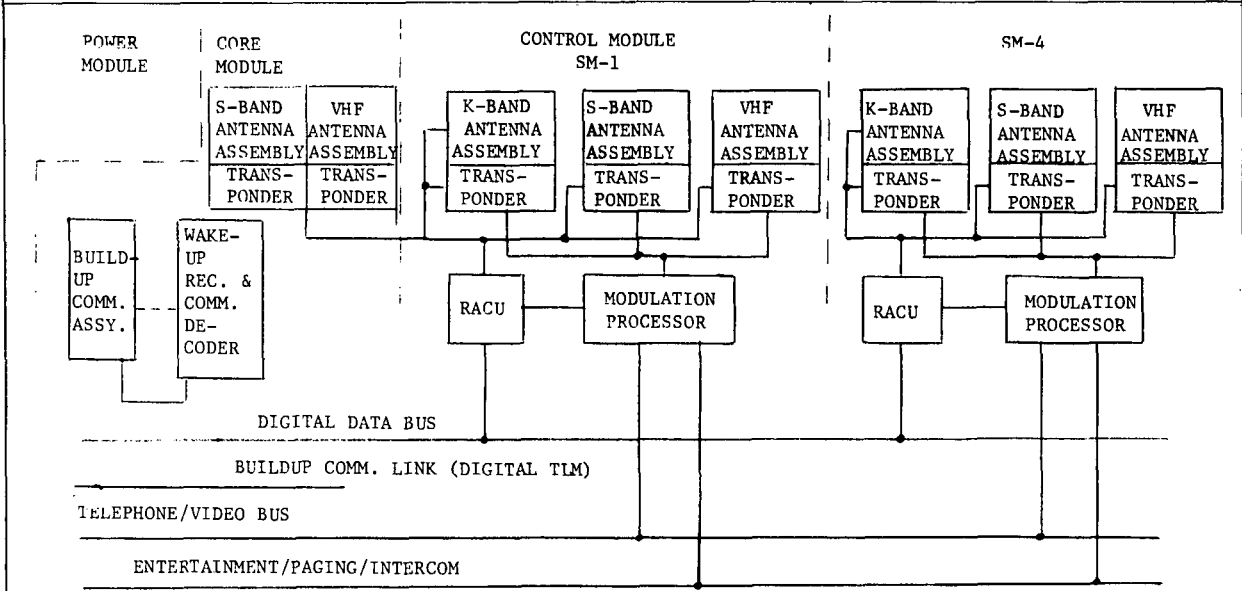 POWER
MODULE
CORE
MODULE
CONTROL MODULE
SM-1
SM-4
S-BAND
ANTENNA
ASSEMBLY
TRANS-
PONDER
VHF
ANTENNA
ASSEMBLY
TRANS-
PONDER
K-BAND
ANTENNA
ASSEMBLY
TRANS-
PONDER
S-BAND
ANTENNA
ASSEMBLY
TRANS-
PONDER
VHF
ANTENNA
ASSEMBLY
TRANS-
PONDER
K-BAND
ANTENNA
ASSEMBLY
TRANS-
PONDER
S-BAND
ANTENNA
ASSEMBLY
TRANS-
PONDER
VHF
ANTENNA
ASSEMBLY
TRANS-
PONDER
BUILD-
UP
COMM.
ASSY.
WAKE-
UP
REC. &
COMM.
DE-
CODER
RACU
MODULATION
PROCESSOR
RACU
MODULATION
PROCESSOR
DIGITAL DATA BUS
BUILDUP COMM. LINK (DIGITAL TLM)
TELEPHONE/VIDEO BUS
ENTERTAINMENT/PAGING/INTERCOM